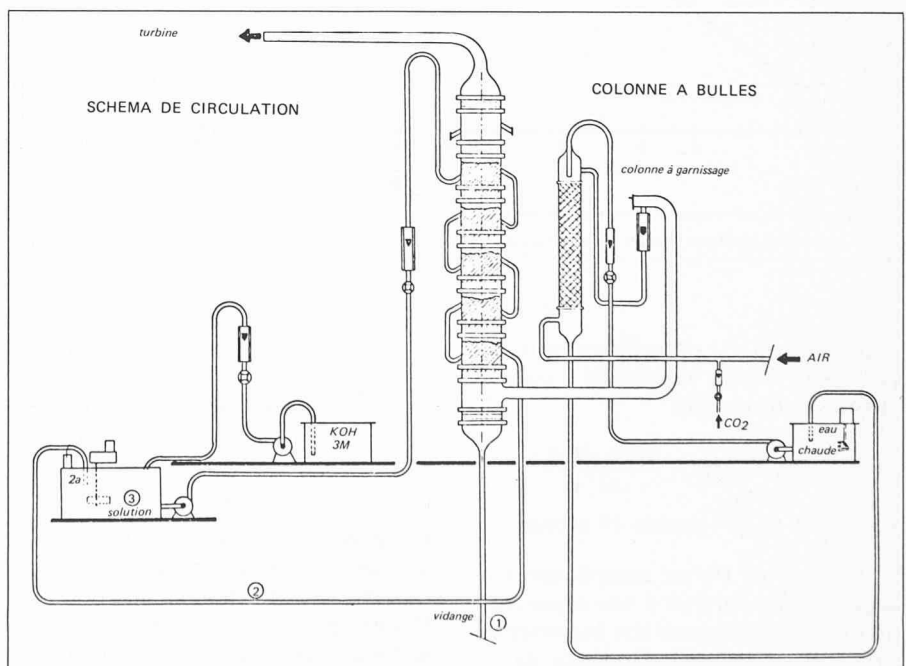 turbine
SCHEMA DE CIRCULATION
COLONNE A BULLES
colonne à garnissage
AIR
CO2
KOH
3M
eau
chaude
2a
3
solution
2
vidange
1